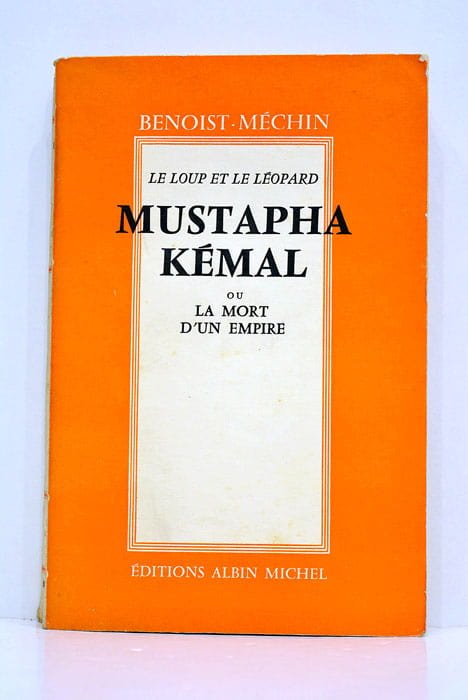 BENOIST-MÉCHIN
LE LOUP ET LE LÉOPARD
MUSTAPHA
KÉMAL
OU
LA MORT
D'UN EMPIRE
ÉDITIONS ALBIN MICHEL